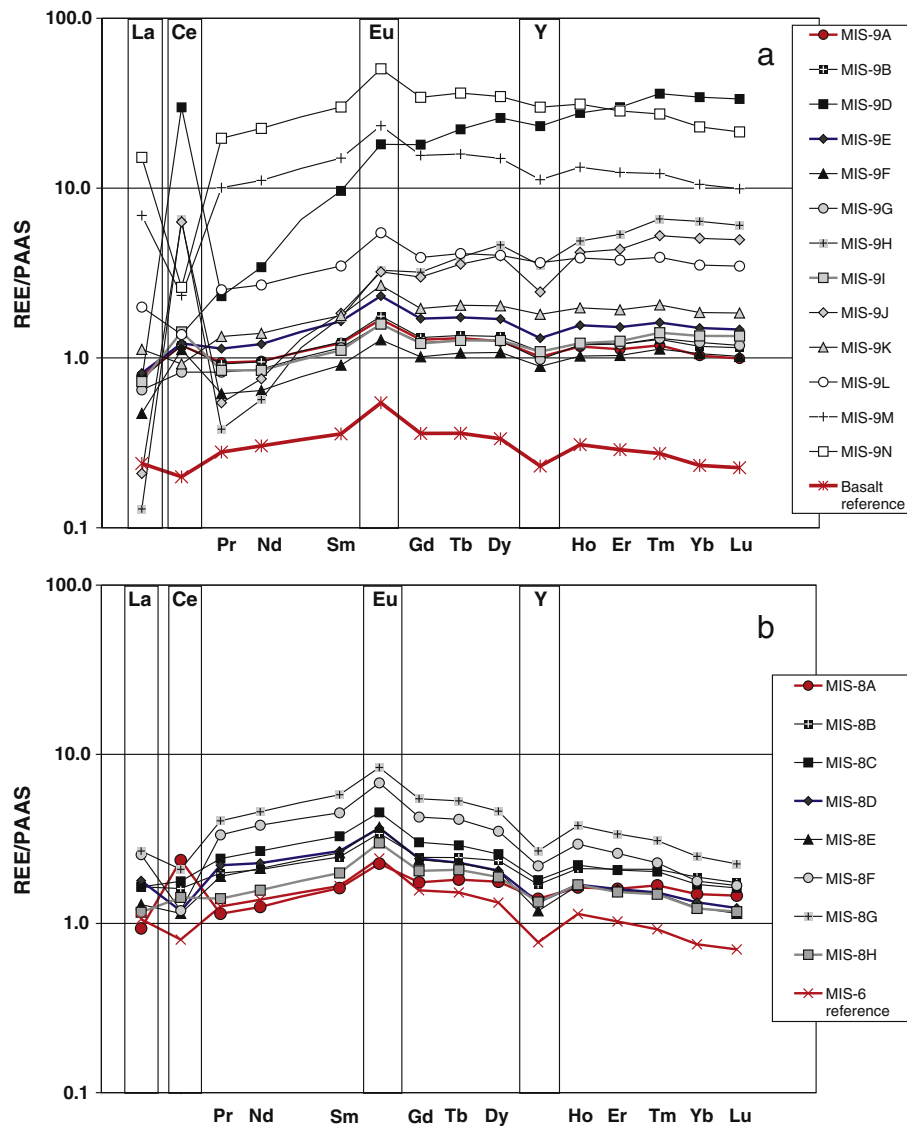 100.0
La
Ce
Eu
Y
a
10.0
1.0
0.1
REE/PAAS
Pr
Nd
Sm
Gd
Tb
Dy
Ho
Er
Tm
Yb
Lu
MIS-9A
MIS-9B
MIS-9D
MIS-9E
MIS-9F
MIS-9G
MIS-9H
MIS-9I
MIS-9J
MIS-9K
MIS-9L
MIS-9M
MIS-9N
Basalt
reference
100.0
La
Ce
Eu
Y
b
10.0
1.0
0.1
REE/PAAS
Pr
Nd
Sm
Gd
Tb
Dy
Ho
Er
Tm
Yb
Lu
MIS-8A
MIS-8B
MIS-8C
MIS-8D
MIS-8E
MIS-8F
MIS-8G
MIS-8H
MIS-6
reference